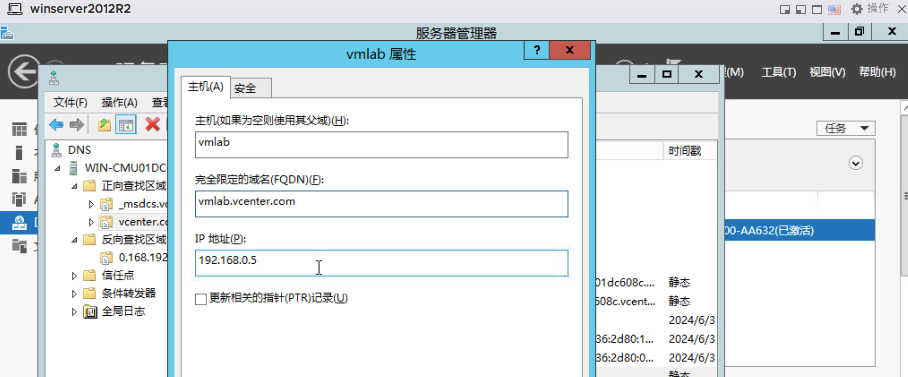 winserver2012R2
操作
服务器管理器
vmlab 属性
工具(T) 视图(V) 帮助(H)
主机(A) 安全
文件(F) 操作(A)
主机(如果为空则使用其父域)(H):
vmlab
完全限定的域名(FQDN)(F):
vmlab.vcenter.com
IP 地址(P):
192.168.0.5
更新相关的指针(PTR)记录(U)
DNS
WIN-CMU01DC
正向查找区域
_msdcs.vc
vcenter.co
反向查找区域
0.168.192
信任点
条件转发器
全局日志
任务
时间戳
00-AA632(已激活)
01dc608c.... 静态
608c.vcent... 静态
2024/6/3
36:2d80:1... 2024/6/3
36:2d80:0... 2024/6/3
静态